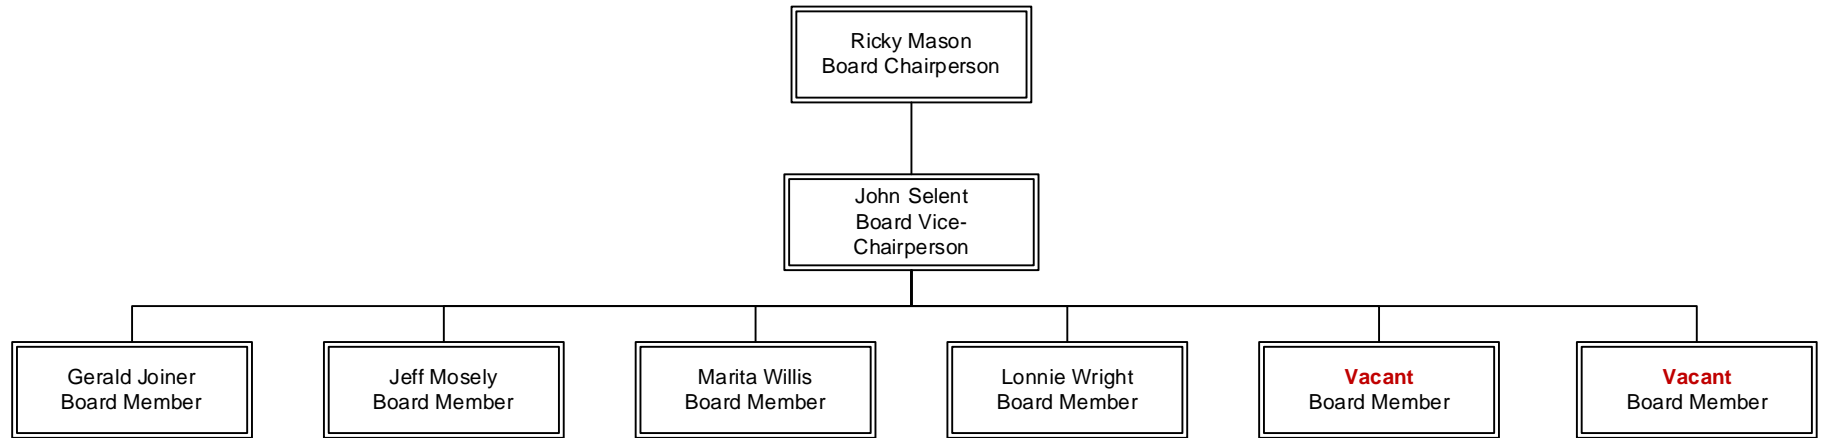 Ricky Mason
Board Chairperson
John Selent
Board Vice-
Chairperson
Gerald Joiner
Board Member
Jeff Mosely
Board Member
Marita Willis
Board Member
Lonnie Wright
Board Member
Vacant
Board Member
Vacant
Board Member